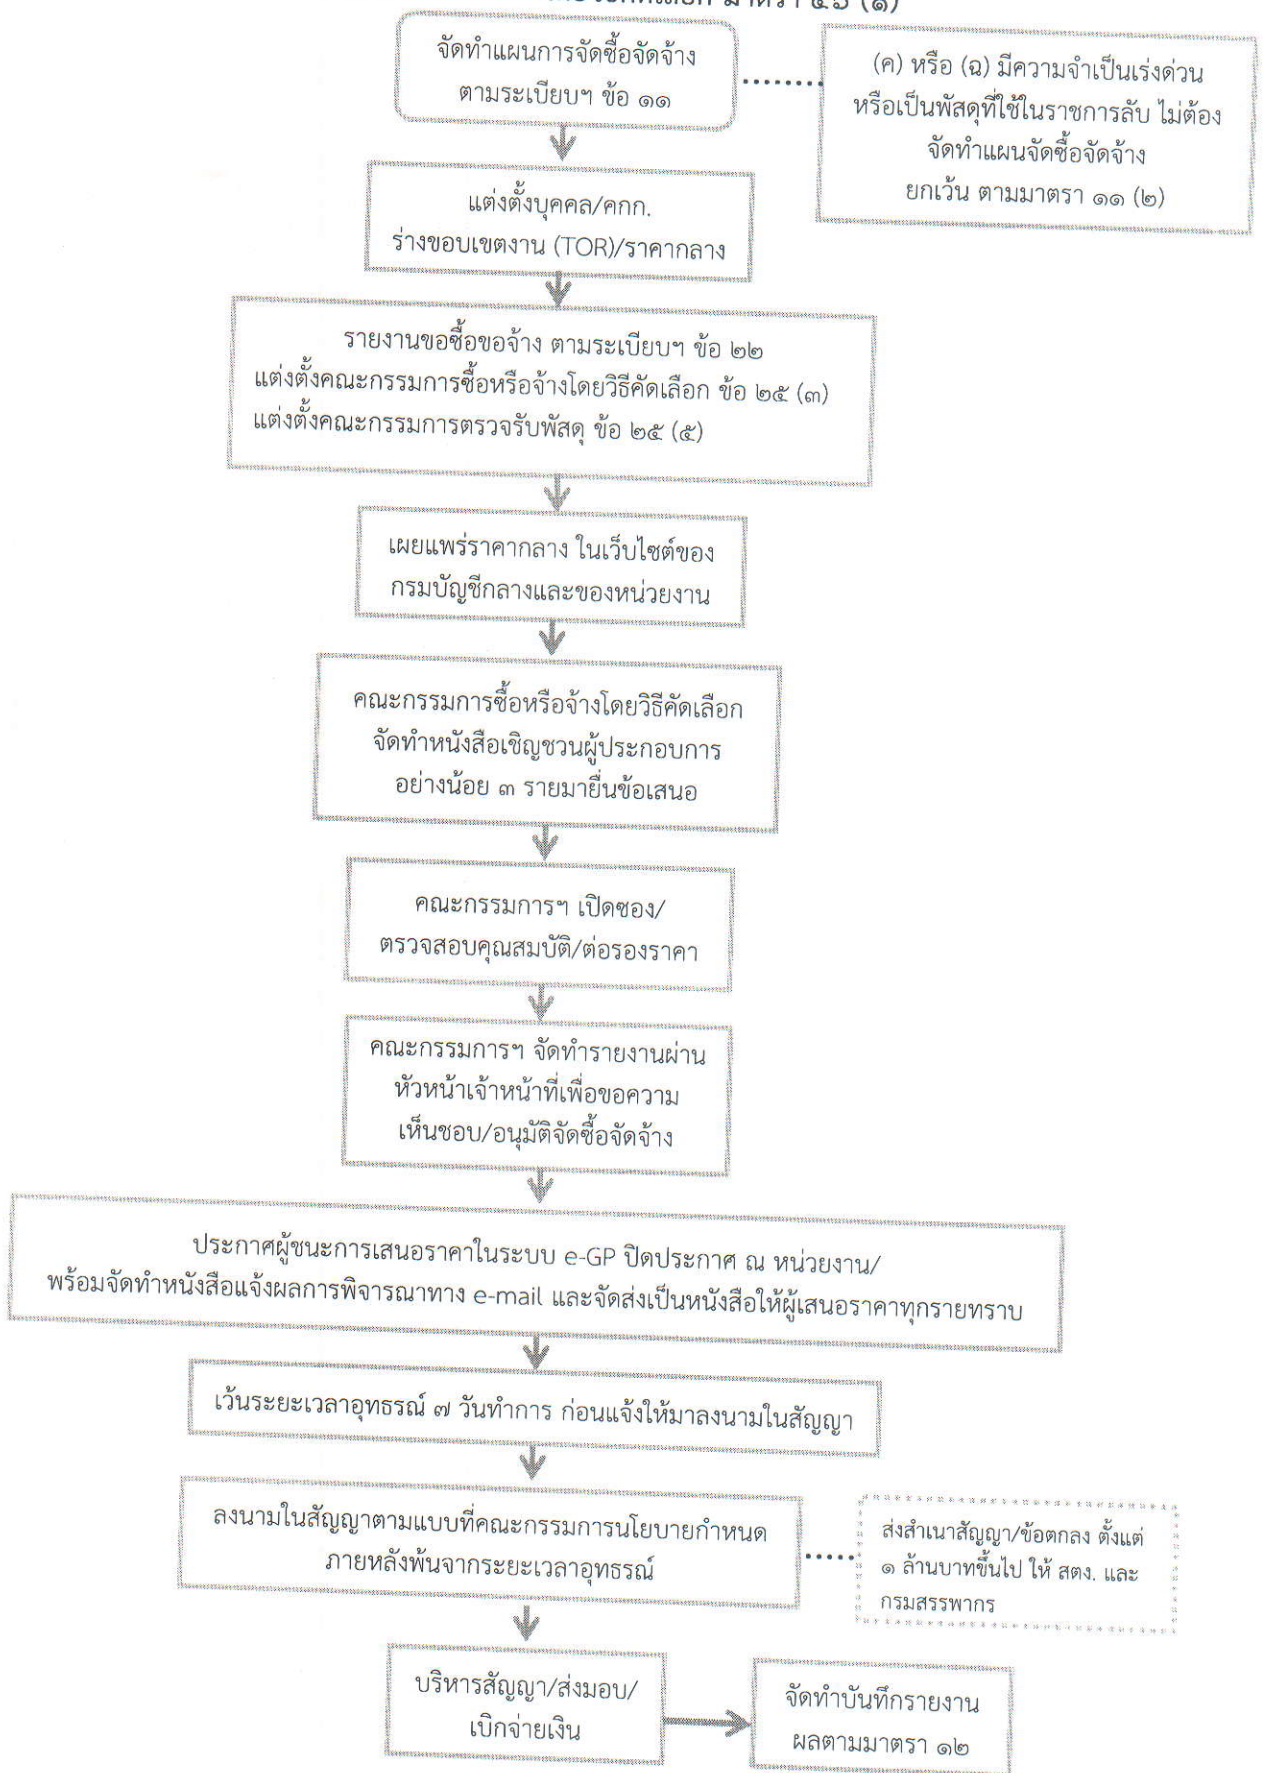 จัดทำแผนการจัดซื้อจัดจ้าง
ตามระเบียบฯ ข้อ ๑๑
(ค) หรือ (ฉ) มีความจำเป็นเร่งด่วน
หรือเป็นพัสดุที่ใช้ในราชการลับ ไม่ต้อง
จัดทำแผนจัดซื้อจัดจ้าง
ยกเว้น ตามมาตรา ๑๑ (๒)
แต่งตั้งบุคคล/คกก.
ร่างขอบเขตงาน (TOR)/ราคากลาง
รายงานขอซื้อขอจ้าง ตามระเบียบฯ ข้อ ๒๒
แต่งตั้งคณะกรรมการซื้อหรือจ้างโดยวิธีคัดเลือก ข้อ ๒๕ (๓)
แต่งตั้งคณะกรรมการตรวจรับพัสดุ ข้อ ๒๕ (๕)
เผยแพร่ราคากลาง ในเว็บไซต์ของ
กรมบัญชีกลางและของหน่วยงาน
คณะกรรมการซื้อหรือจ้างโดยวิธีคัดเลือก
จัดทำหนังสือเชิญชวนผู้ประกอบการ
อย่างน้อย ๓ รายมายื่นข้อเสนอ
คณะกรรมการฯ เปิดซอง/
ตรวจสอบคุณสมบัติ/ต่อรองราคา
คณะกรรมการฯ จัดทำรายงานผ่าน
หัวหน้าเจ้าหน้าที่เพื่อขอความ
เห็นชอบ/อนุมัติจัดซื้อจัดจ้าง
ประกาศผู้ชนะการเสนอราคาในระบบ e-GP ปิดประกาศ ณ หน่วยงาน/
พร้อมจัดทำหนังสือแจ้งผลการพิจารณาทาง e-mail และจัดส่งเป็นหนังสือให้ผู้เสนอราคาทุกรายทราบ
เว้นระยะเวลาอุทธรณ์ ๗ วันทำการ ก่อนแจ้งให้มาลงนามในสัญญา
ลงนามในสัญญาตามแบบที่คณะกรรมการนโยบายกำหนด
ภายหลังพ้นจากระยะเวลาอุทธรณ์
ส่งสำเนาสัญญา/ข้อตกลง ตั้งแต่
๑ ล้านบาทขึ้นไป ให้ สตง. และ
กรมสรรพากร
บริหารสัญญา/ส่งมอบ/
เบิกจ่ายเงิน
จัดทำบันทึกรายงาน
ผลตามมาตรา ๑๒